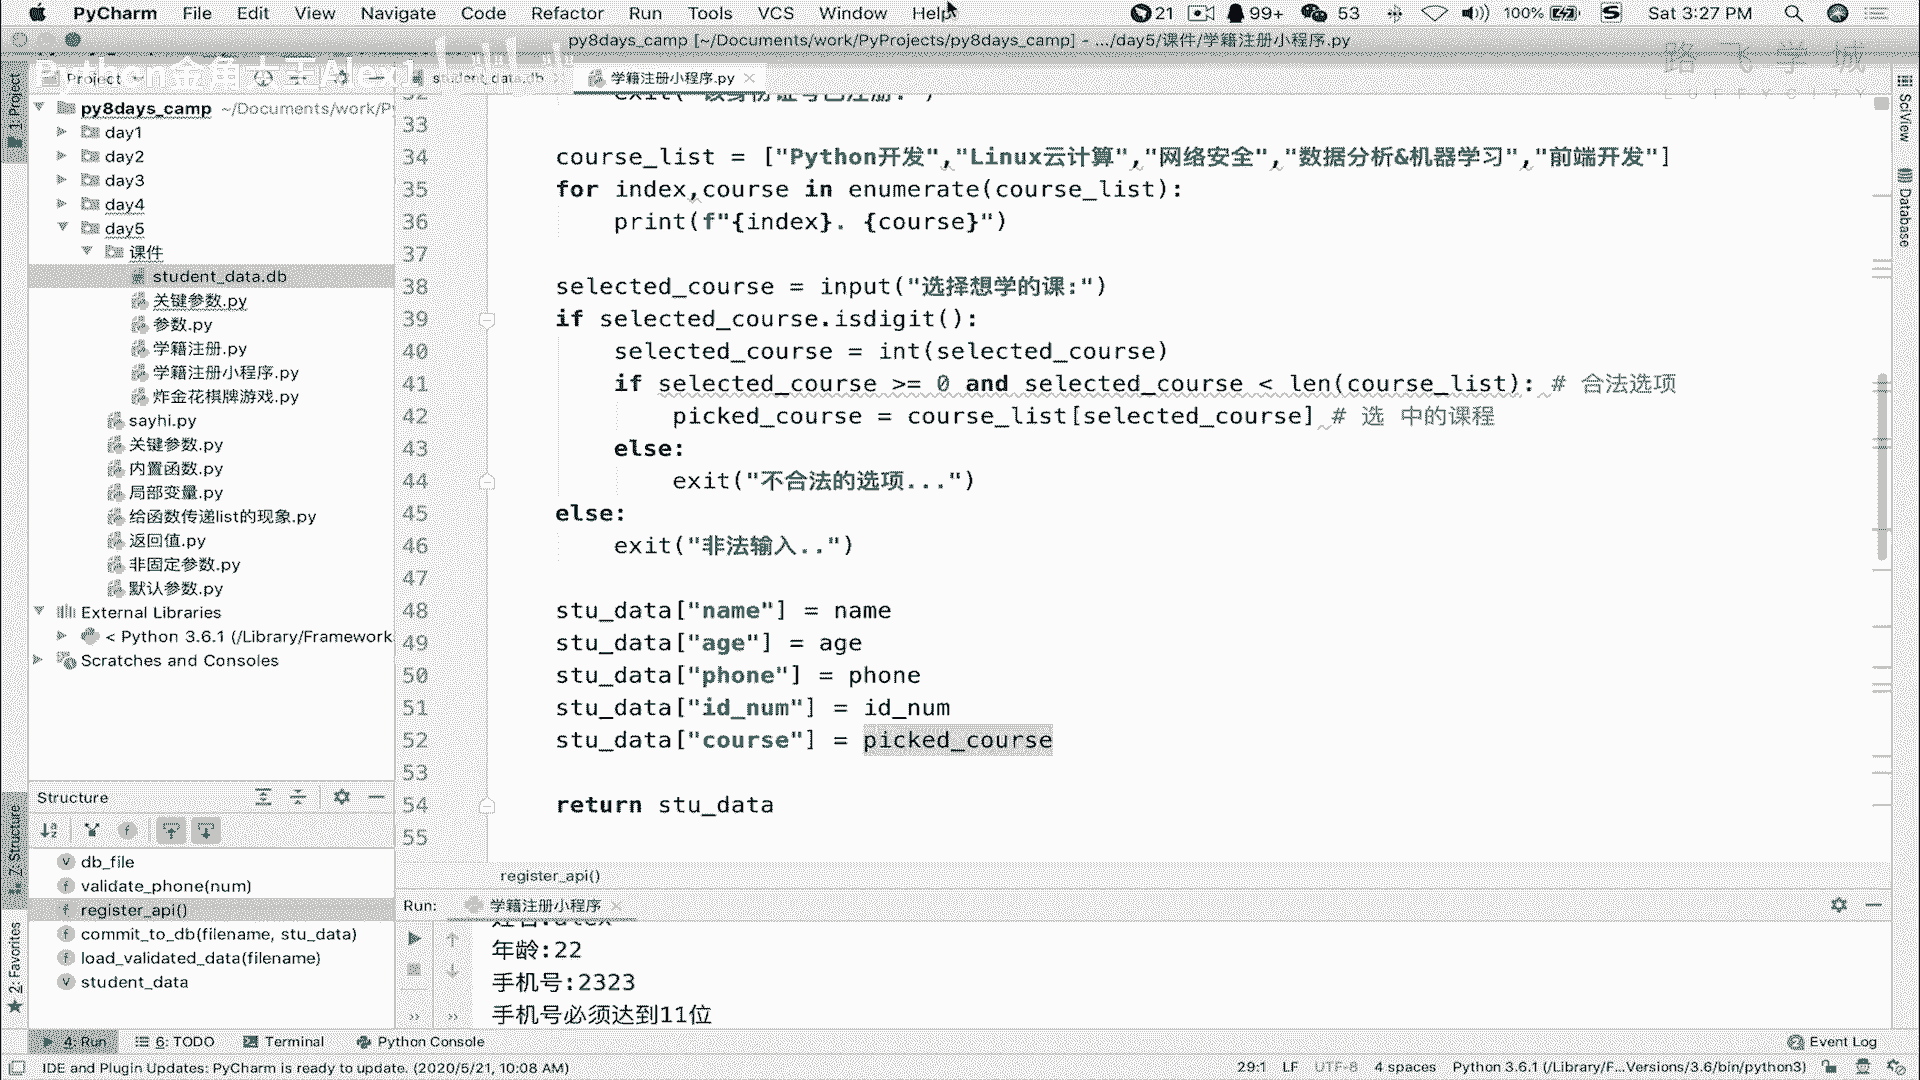 PyCharm File Edit View Navigate Code Refactor Run Tools VCS Window Help 21 99+ 53 100% Sat 3:27 PM
py8days_camp [~/Documents/work/PyProjects/py8days_camp] - .../day5/课件/学籍注册小程序.py
路飞学城
LUFFYCITY
Python金角大王Alex1
Project
student_data.db
学籍注册小程序.py
1: Project
py8days_camp ~/Documents/work/P
day1
day2
day3
day4
day5
课件
student_data.db
关键参数.py
参数.py
学籍注册.py
学籍注册小程序.py
炸金花棋牌游戏.py
sayhi.py
关键参数.py
内置函数.py
局部变量.py
给函数传递list的现象.py
返回值.py
非固定参数.py
默认参数.py
External Libraries
< Python 3.6.1 (/Library/Framework
Scratches and Consoles
33
34 course_list = ["Python开发","Linux云计算","网络安全","数据分析&机器学习","前端开发"]
35 for index,course in enumerate(course_list):
36 print(f"{index}. {course}")
37
38 selected_course = input("选择想学的课:")
39 if selected_course.isdigit():
40 selected_course = int(selected_course)
41 if selected_course >= 0 and selected_course < len(course_list): # 合法选项
42 picked_course = course_list[selected_course] # 选 中的课程
43 else:
44 exit("不合法的选项...")
45 else:
46 exit("非法输入..")
47
48 stu_data["name"] = name
49 stu_data["age"] = age
50 stu_data["phone"] = phone
51 stu_data["id_num"] = id_num
52 stu_data["course"] = picked_course
53
54 return stu_data
55
register_api()
SciView
Database
Structure
db_file
validate_phone(num)
register_api()
commit_to_db(filename, stu_data)
load_validated_data(filename)
student_data
Z: Structure
2: Favorites
Run: 学籍注册小程序
年龄:22
手机号:2323
手机号必须达到11位
4: Run 6: TODO Terminal Python Console Event Log
IDE and Plugin Updates: PyCharm is ready to update. (2020/5/21, 10:08 AM) 29:1 LF UTF-8 4 spaces Python 3.6.1 (/Library/F...Versions/3.6/bin/python3)